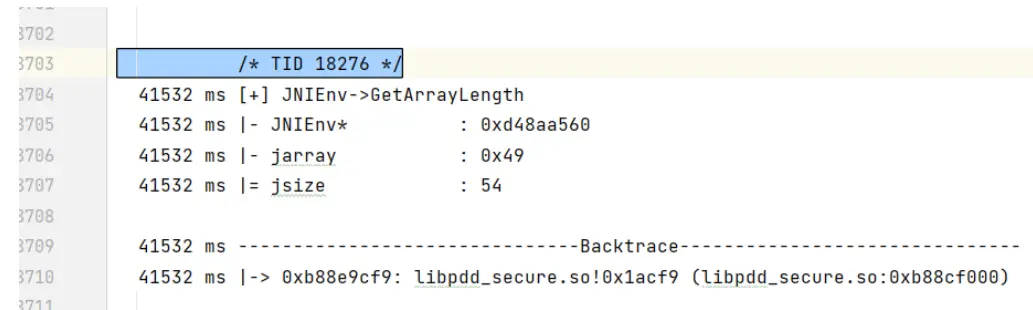 3702
3703 /* TID 18276 */
3704 41532 ms [+] JNIEnv->GetArrayLength
3705 41532 ms |- JNIEnv* : 0xd48aa560
3706 41532 ms |- jarray : 0x49
3707 41532 ms |= jsize : 54
3708
3709 41532 ms -------------------------------Backtrace-------------------------------
3710 41532 ms |-> 0xb88e9cf9: libpdd_secure.so!0x1acf9 (libpdd_secure.so:0xb88cf000)